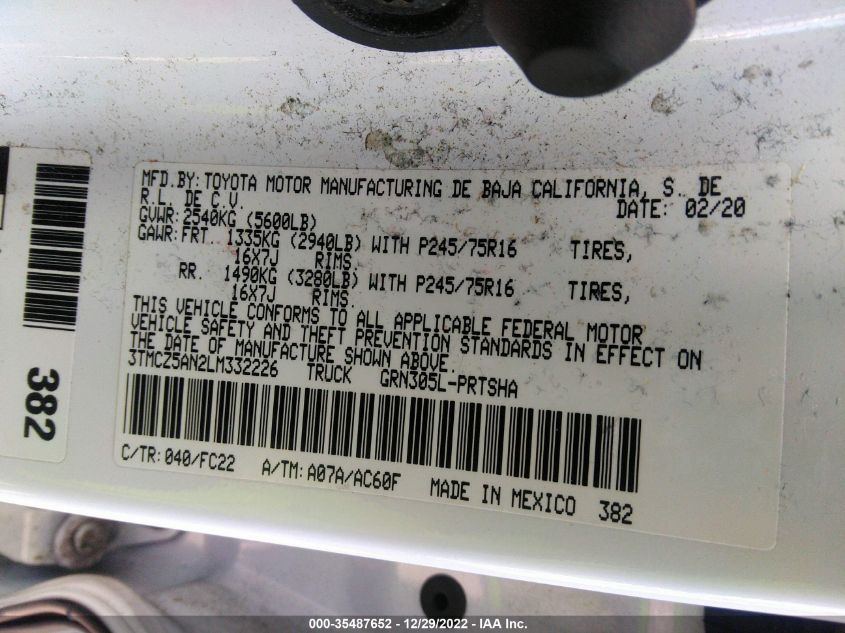 MFD.BY:TOYOTA MOTOR MANUFACTURING DE BAJA CALIFORNIA, S. DE
R.L. DE C.V. DATE: 02/20
GVWR:2540KG (5600LB)
GAWR:FRT. 1335KG (2940LB) WITH P245/75R16 TIRES,
16X7J RIMS.
RR. 1490KG (3280LB) WITH P245/75R16 TIRES,
16X7J RIMS.
THIS VEHICLE CONFORMS TO ALL APPLICABLE FEDERAL MOTOR
VEHICLE SAFETY AND THEFT PREVENTION STANDARDS IN EFFECT ON
THE DATE OF MANUFACTURE SHOWN ABOVE.
3TMCZ5AN2LM332226 TRUCK GRN305L-PRTSHA
C/TR:040/FC22 A/TM:A07A/AC60F MADE IN MEXICO 382
382
000-35487652 - 12/29/2022 - IAA Inc.